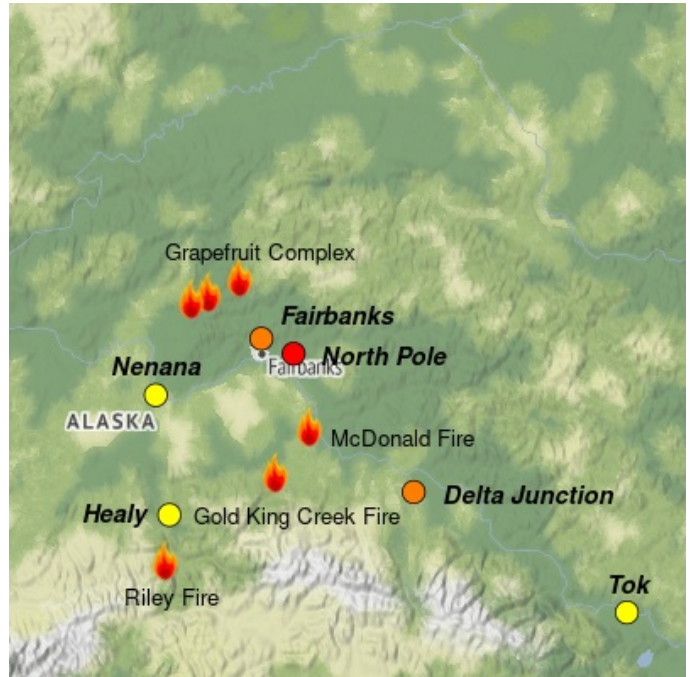 Grapefruit Complex
Fairbanks
North Pole
Fairbanks
Nenana
ALASKA
McDonald Fire
Delta Junction
Healy
Gold King Creek Fire
Riley Fire
Tok